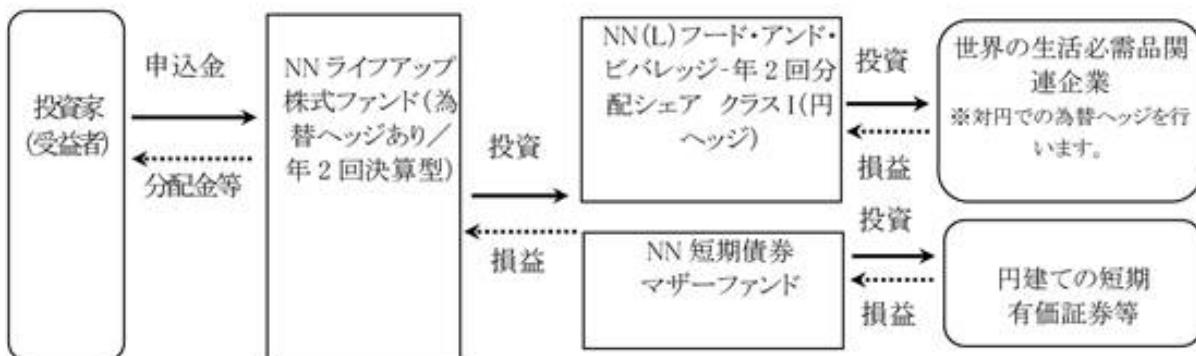 投資家
(受益者)
申込金
分配金等
NNライフアップ
株式ファンド(為
替ヘッジあり/
年2回決算型)
投資
損益
NN(L)フード・アンド・
ビバレッジ-年2回分
配シェア クラスI(円
ヘッジ)
NN 短期債券
マザーファンド
投資
損益
投資
損益
世界の生活必需品関
連企業
※対円での為替ヘッジを行
います。
円建ての短期
有価証券等